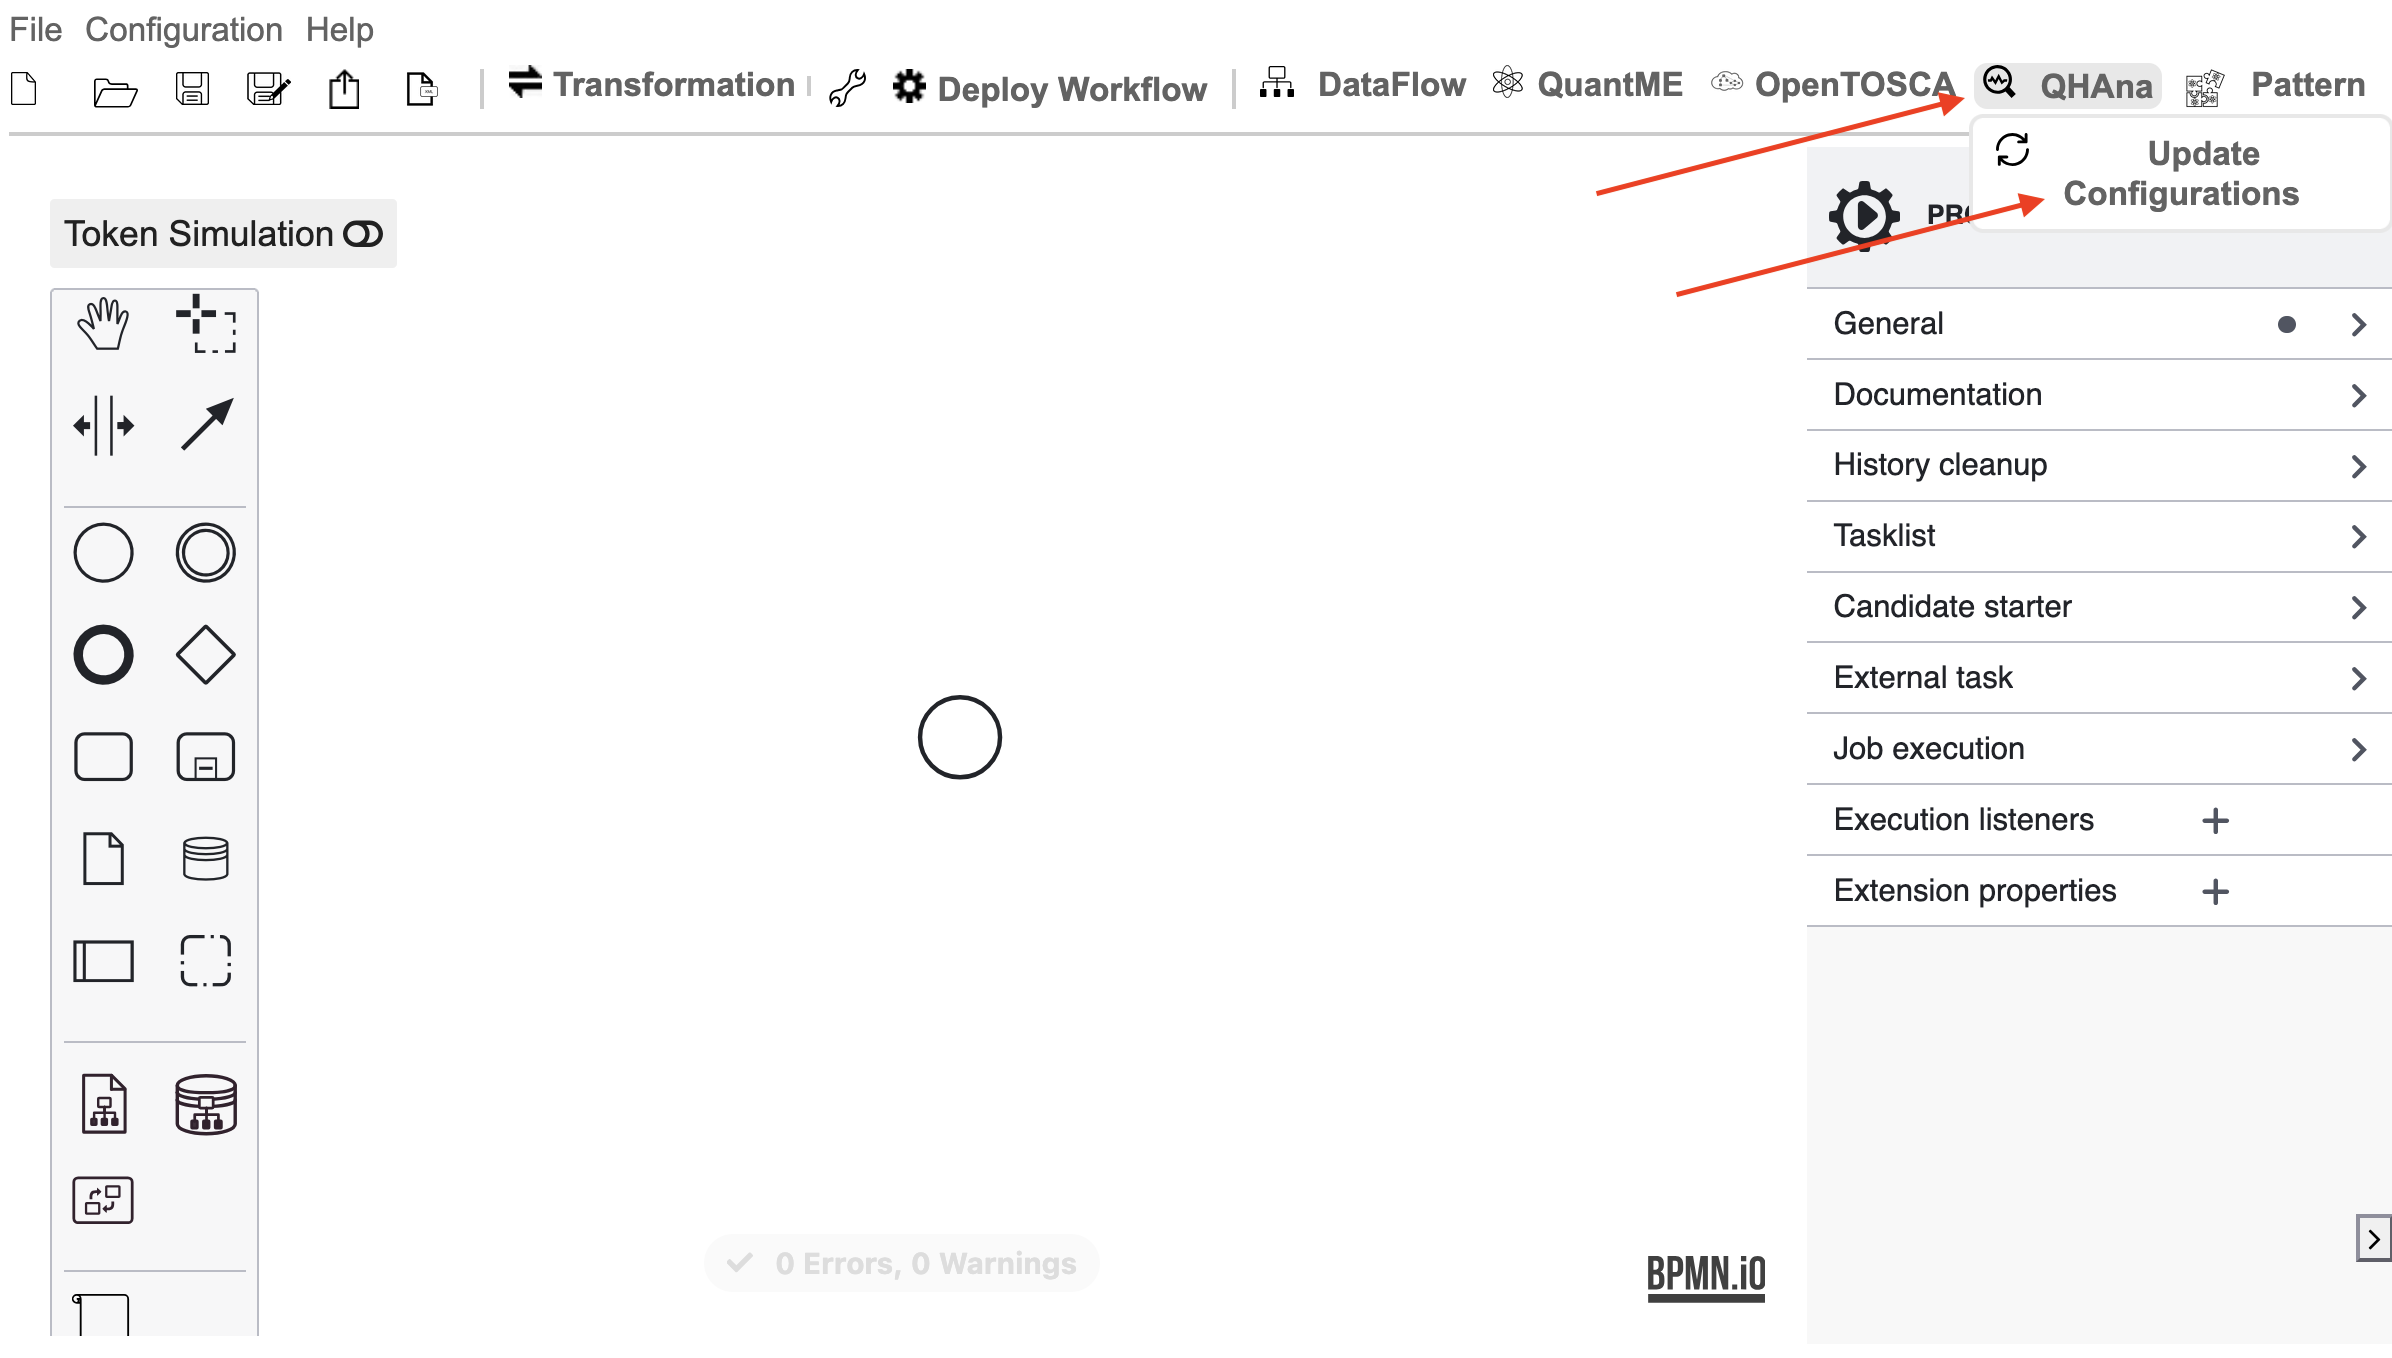 File Configuration Help
Transformation Deploy Workflow DataFlow QuantME OpenTOSCA QHAna Pattern
Update
Configurations
Token Simulation
General
Documentation
History cleanup
Tasklist
Candidate starter
External task
Job execution
Execution listeners
Extension properties
0 Errors, 0 Warnings
BPMN.iO